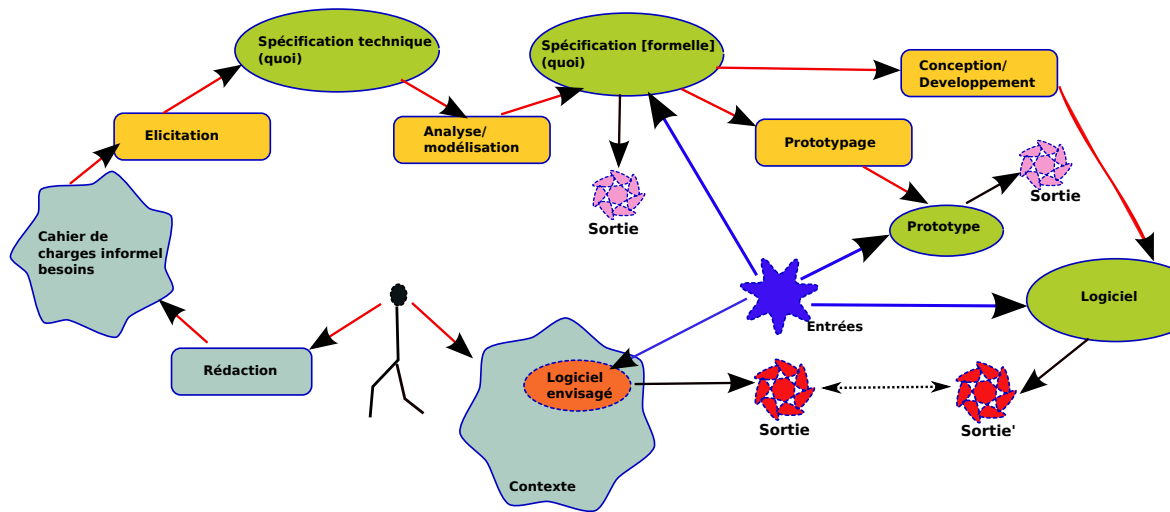 Spécification technique
(quoi)
Spécification [formelle]
(quoi)
Conception/
Developpement
Elicitation
Analyse/
modélisation
Prototypage
Sortie
Sortie
Prototype
Cahier de
charges informel
besoins
Logiciel
Entrées
Rédaction
Logiciel
envisagé
Sortie
Sortie'
Contexte